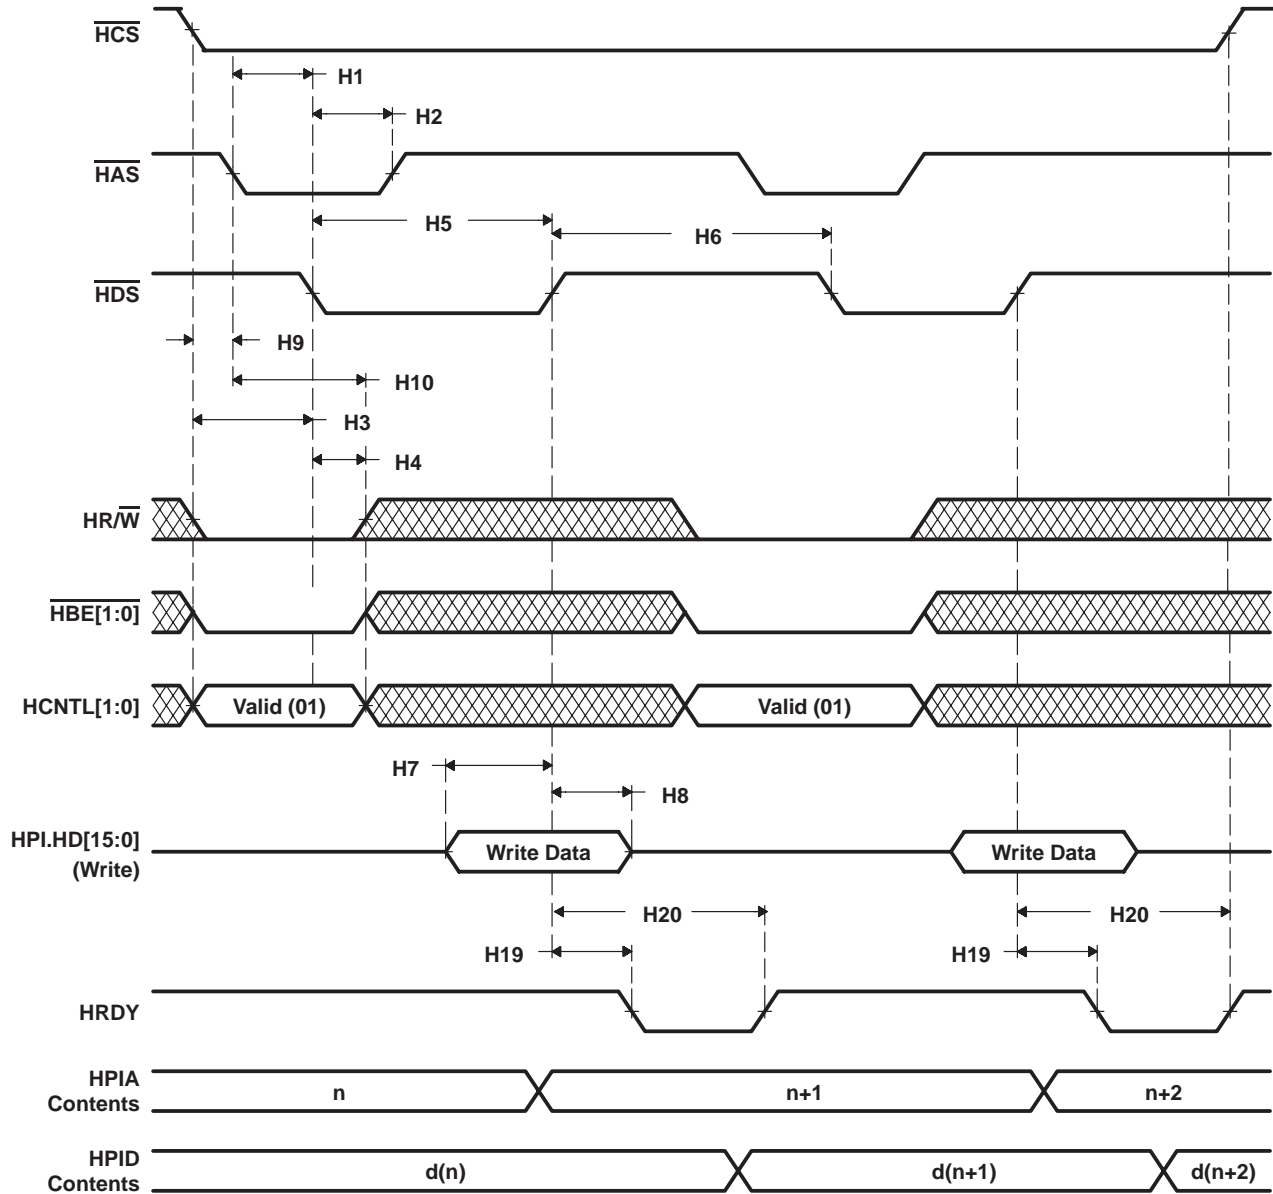 HCS
H1
H2
HAS
H5
H6
HDS
H9
H10
H3
H4
HR/W
HBE[1:0]
HCNTL[1:0]
Valid (01)
Valid (01)
H7
H8
HPI.HD[15:0]
(Write)
Write Data
Write Data
H20
H20
H19
H19
HRDY
HPIA
Contents
n
n+1
n+2
HPID
Contents
d(n)
d(n+1)
d(n+2)